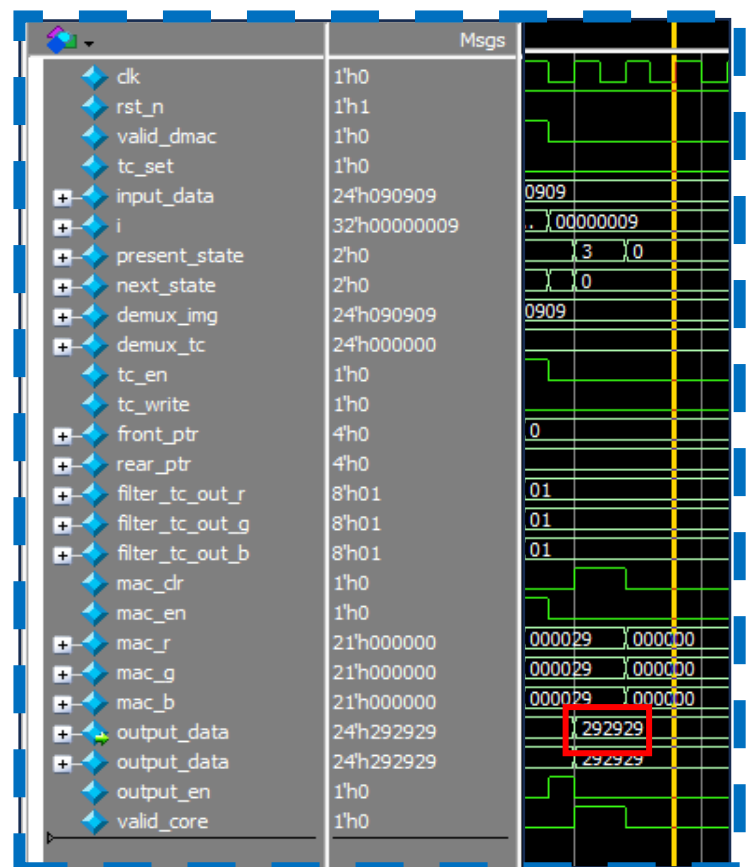 Msgs
clk 1'h0
rst_n 1'h1
valid_dmac 1'h0
tc_set 1'h0
input_data 24'h090909 0909
i 32'h00000009 .. 00000009
present_state 2'h0 3 0
next_state 2'h0 0
demux_img 24'h090909 0909
demux_tc 24'h000000
tc_en 1'h0
tc_write 1'h0
front_ptr 4'h0 0
rear_ptr 4'h0
filter_tc_out_r 8'h01 01
filter_tc_out_g 8'h01 01
filter_tc_out_b 8'h01 01
mac_clr 1'h0
mac_en 1'h0
mac_r 21'h000000 000029 000000
mac_g 21'h000000 000029 000000
mac_b 21'h000000 000029 000000
output_data 24'h292929 292929
output_data 24'h292929 292929
output_en 1'h0
valid_core 1'h0